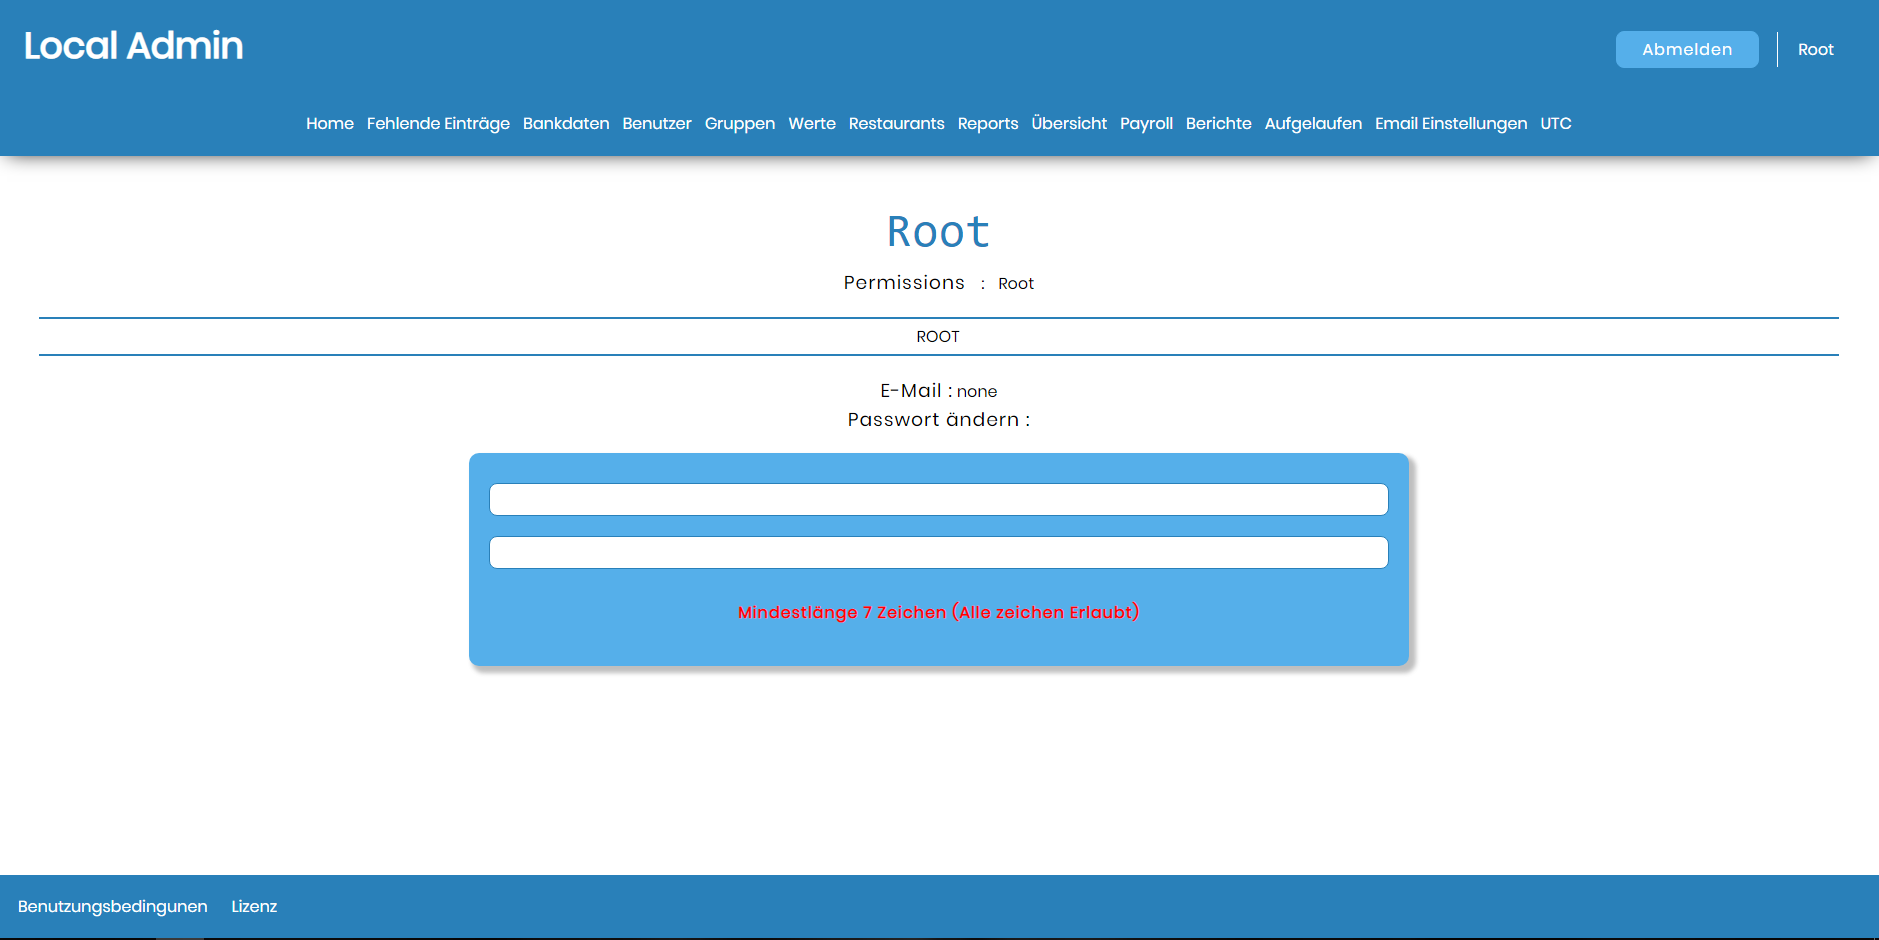 Local Admin
Abmelden
Root
Home Fehlende Einträge Bankdaten Benutzer Gruppen Werte Restaurants Reports Übersicht Payroll Berichte Aufgelaufen Email Einstellungen UTC
Root
Permissions : Root
ROOT
E-Mail : none
Passwort ändern :
Mindestlänge 7 Zeichen (Alle zeichen Erlaubt)
Benutzungsbedingunen Lizenz